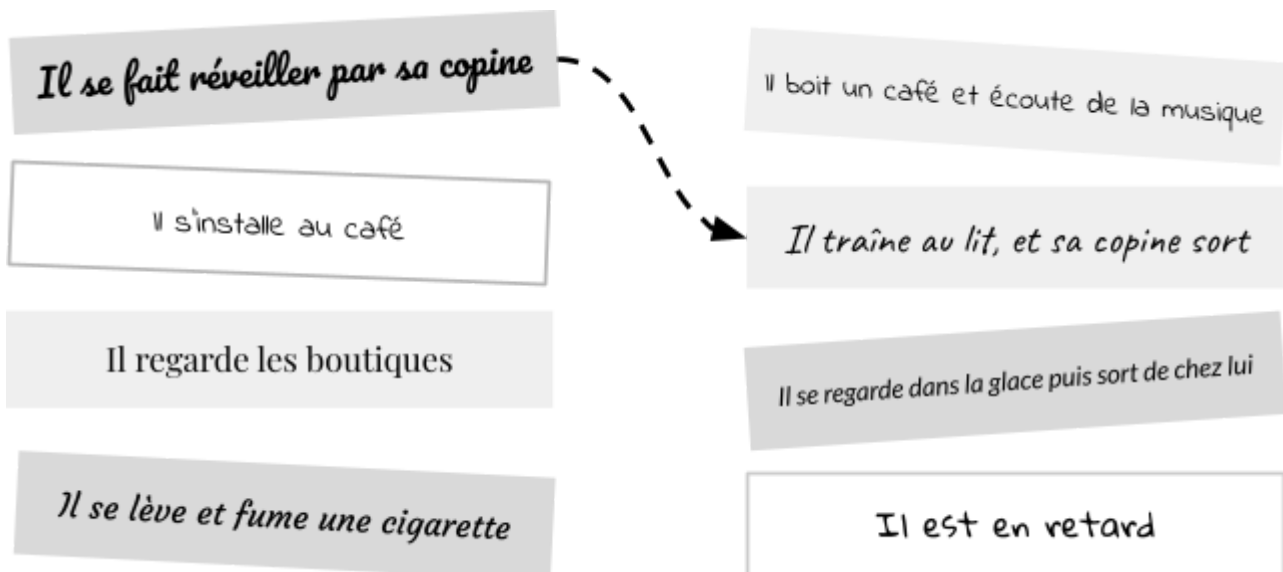 Il se fait réveiller par sa copine
Il s'installe au café
Il regarde les boutiques
Il se lève et fume une cigarette
Il boit un café et écoute de la musique
Il traîne au lit, et sa copine sort
Il se regarde dans la glace puis sort de chez lui
Il est en retard